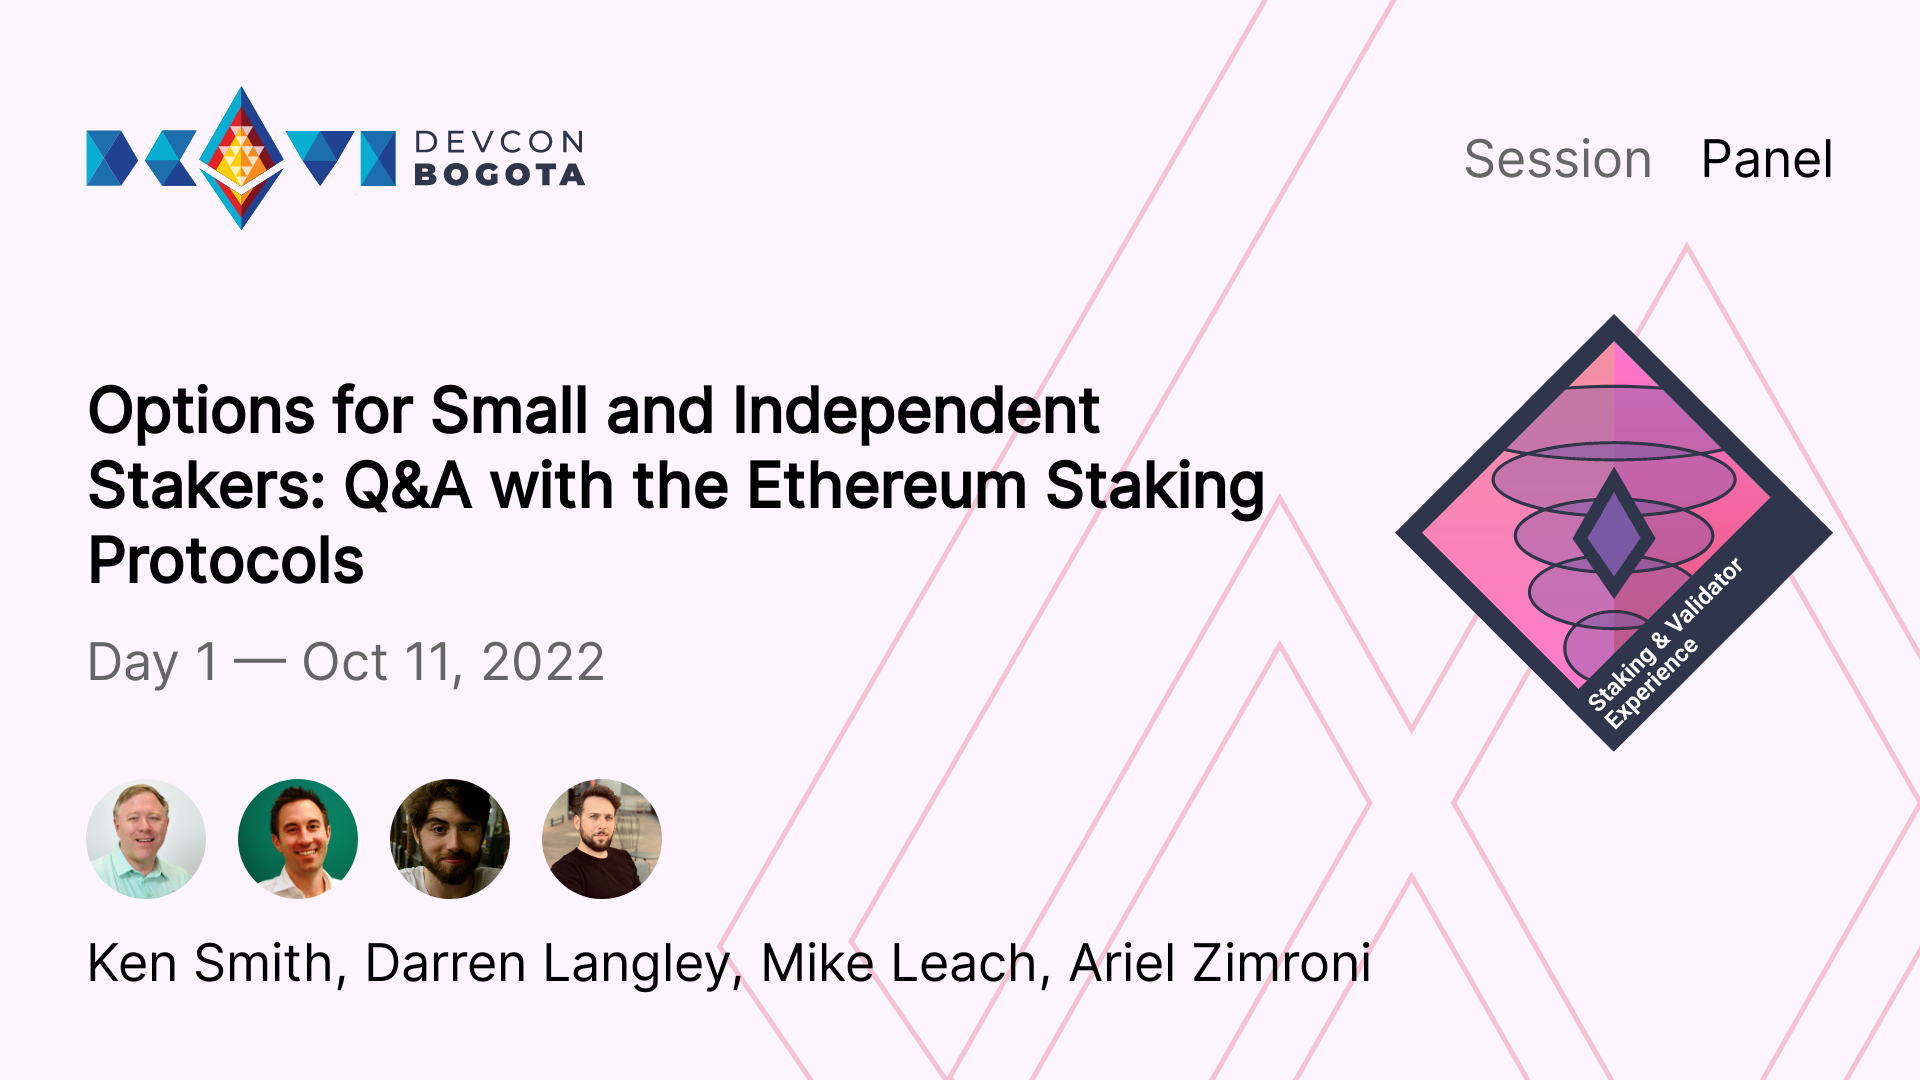 DEVCON
BOGOTA
Session Panel
Options for Small and Independent
Stakers: Q&A with the Ethereum Staking
Protocols
Day 1 — Oct 11, 2022
Staking & Validator
Experience
Ken Smith, Darren Langley, Mike Leach, Ariel Zimroni